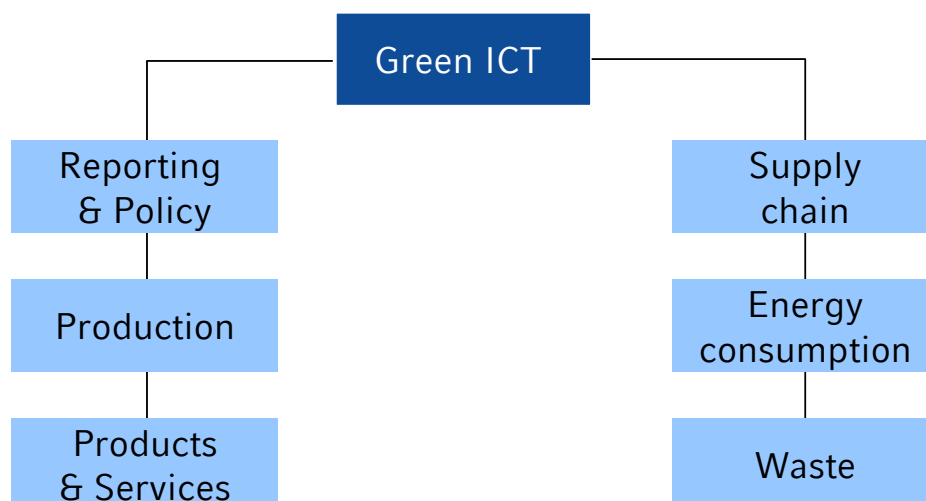 Green ICT
Reporting
& Policy
Supply
chain
Production
Energy
consumption
Products
& Services
Waste